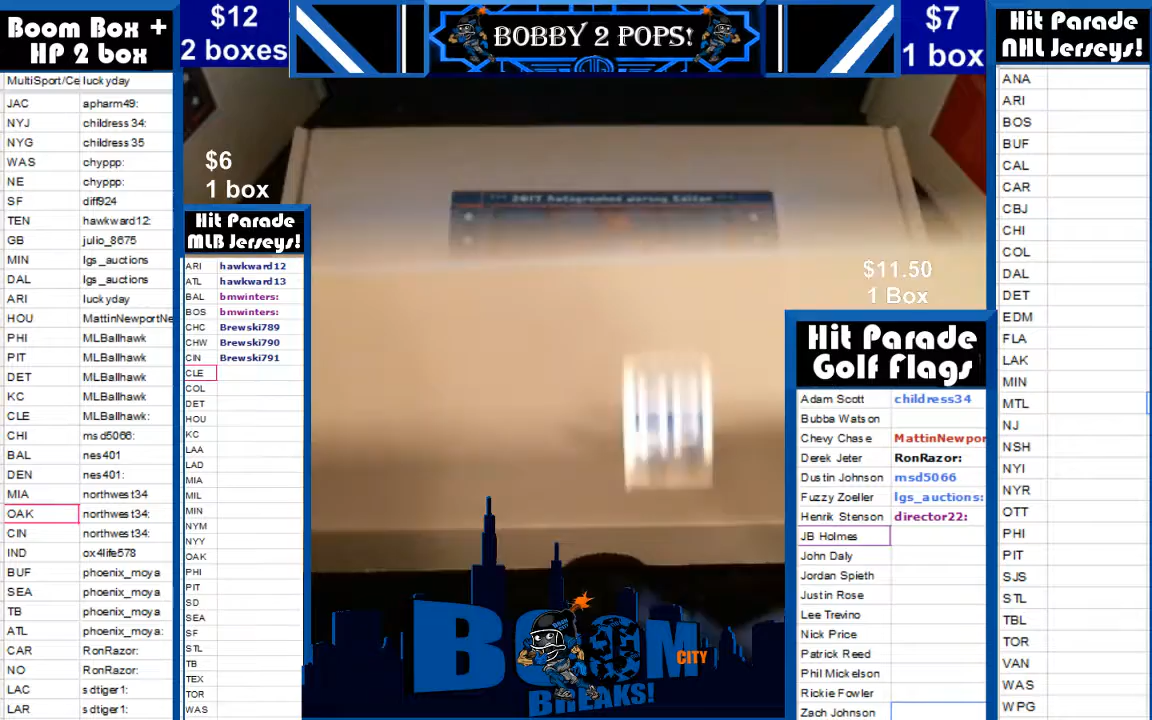 Boom Box +
HP 2 box
MultiSport/Ce luckyday
JAC apharm49:
NYJ childress 34:
NYG childress 35
WAS chyppp:
NE chyppp:
SF diff924
TEN hawkward12:
GB julio_8675
MIN lgs_auctions
DAL lgs_auctions
ARI luckyday
HOU MattinNewportNe
PHI MLBallhawk
PIT MLBallhawk
DET MLBallhawk
KC MLBallhawk
CLE MLBallhawk:
CHI msd5066:
BAL nes401
DEN nes401:
MIA northwest34
OAK northwest34:
CIN northwest34:
IND ox4life578
BUF phoenix_moya
SEA phoenix_moya
TB phoenix_moya
ATL phoenix_moya:
CAR RonRazor:
NO RonRazor:
LAC sdtiger1:
LAR sdtiger1:
$12
2 boxes
$6
1 box
Hit Parade
MLB Jerseys!
ARI hawkward12
ATL hawkward13
BAL bmwinters:
BOS bmwinters:
CHC Brewski789
CHW Brewski790
CIN Brewski791
CLE
COL
DET
HOU
KC
LAA
LAD
MIA
MIL
MIN
NYM
NYY
OAK
PHI
PIT
SD
SEA
SF
STL
TB
TEX
TOR
WAS
BOBBY 2 POPS!
2017 Autographed Jersey Edition
BOOM
CITY
BREAKS!
$7
1 box
$11.50
1 Box
Hit Parade
Golf Flags
Adam Scott childress34
Bubba Watson
Chevy Chase MattinNewpor
Derek Jeter RonRazor:
Dustin Johnson msd5066
Fuzzy Zoeller lgs_auctions:
Henrik Stenson director22:
JB Holmes
John Daly
Jordan Spieth
Justin Rose
Lee Trevino
Nick Price
Patrick Reed
Phil Mickelson
Rickie Fowler
Zach Johnson
Hit Parade
NHL Jerseys!
ANA
ARI
BOS
BUF
CAL
CAR
CBJ
CHI
COL
DAL
DET
EDM
FLA
LAK
MIN
MTL
NJ
NSH
NYI
NYR
OTT
PHI
PIT
SJS
STL
TBL
TOR
VAN
WAS
WPG